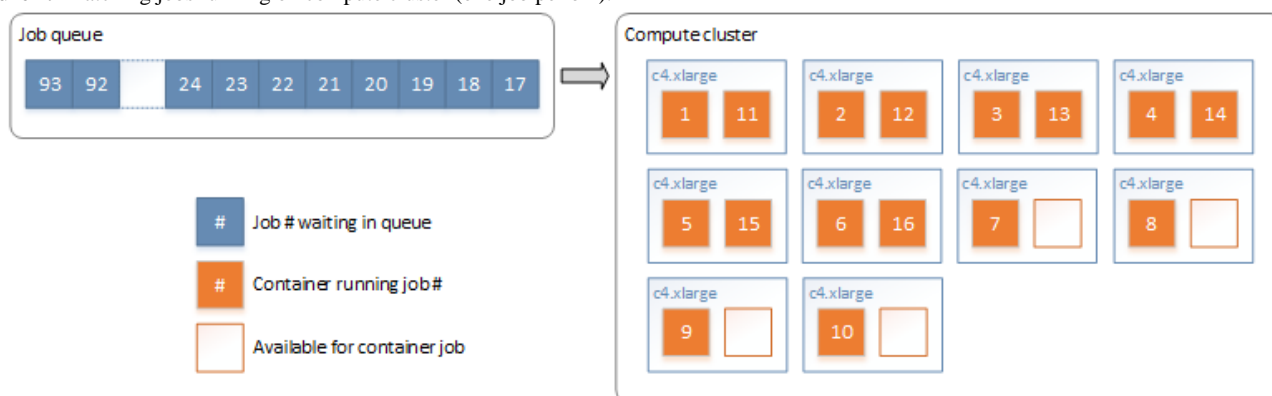 Job queue
93 92 24 23 22 21 20 19 18 17
# Job # waiting in queue
# Container running job #
Available for container job
Compute cluster
c4.xlarge c4.xlarge c4.xlarge c4.xlarge
1 11 2 12 3 13 4 14
c4.xlarge c4.xlarge c4.xlarge c4.xlarge
5 15 6 16 7 8
c4.xlarge c4.xlarge
9 10